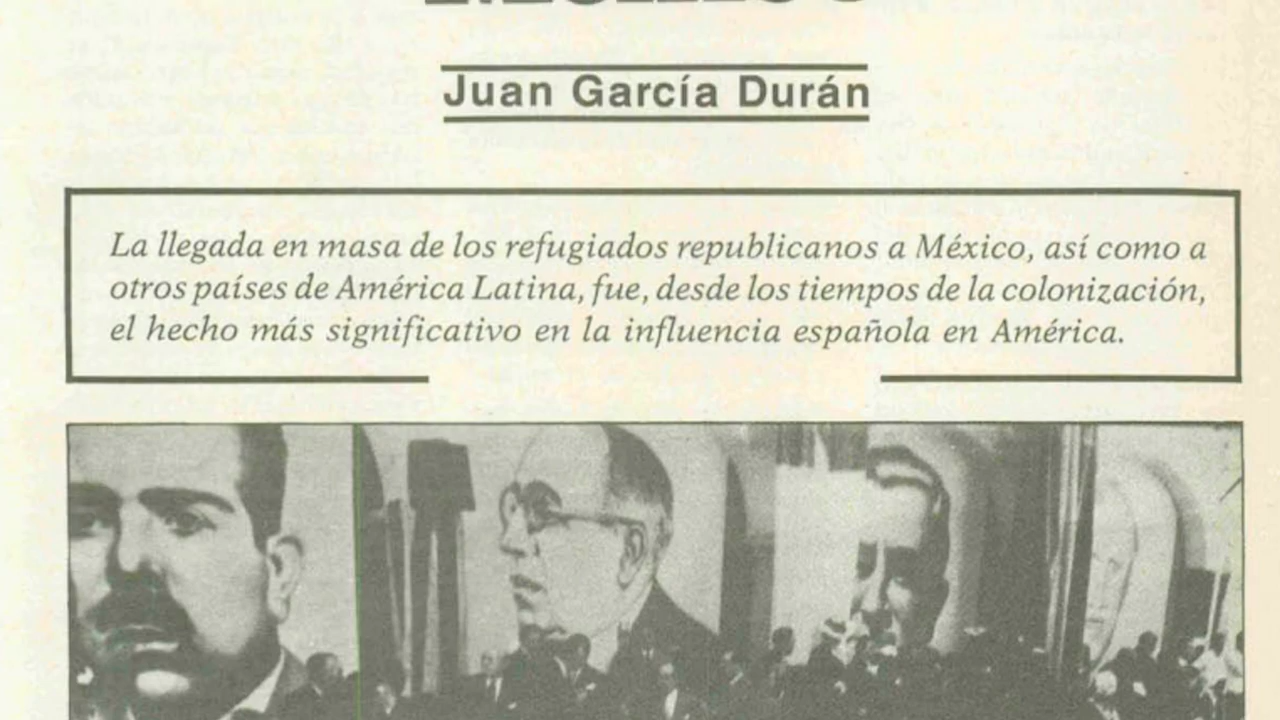 Juan García Durán
La llegada en masa de los refugiados republicanos a México, así como a
otros países de América Latina, fue, desde los tiempos de la colonización,
el hecho más significativo en la influencia española en América.